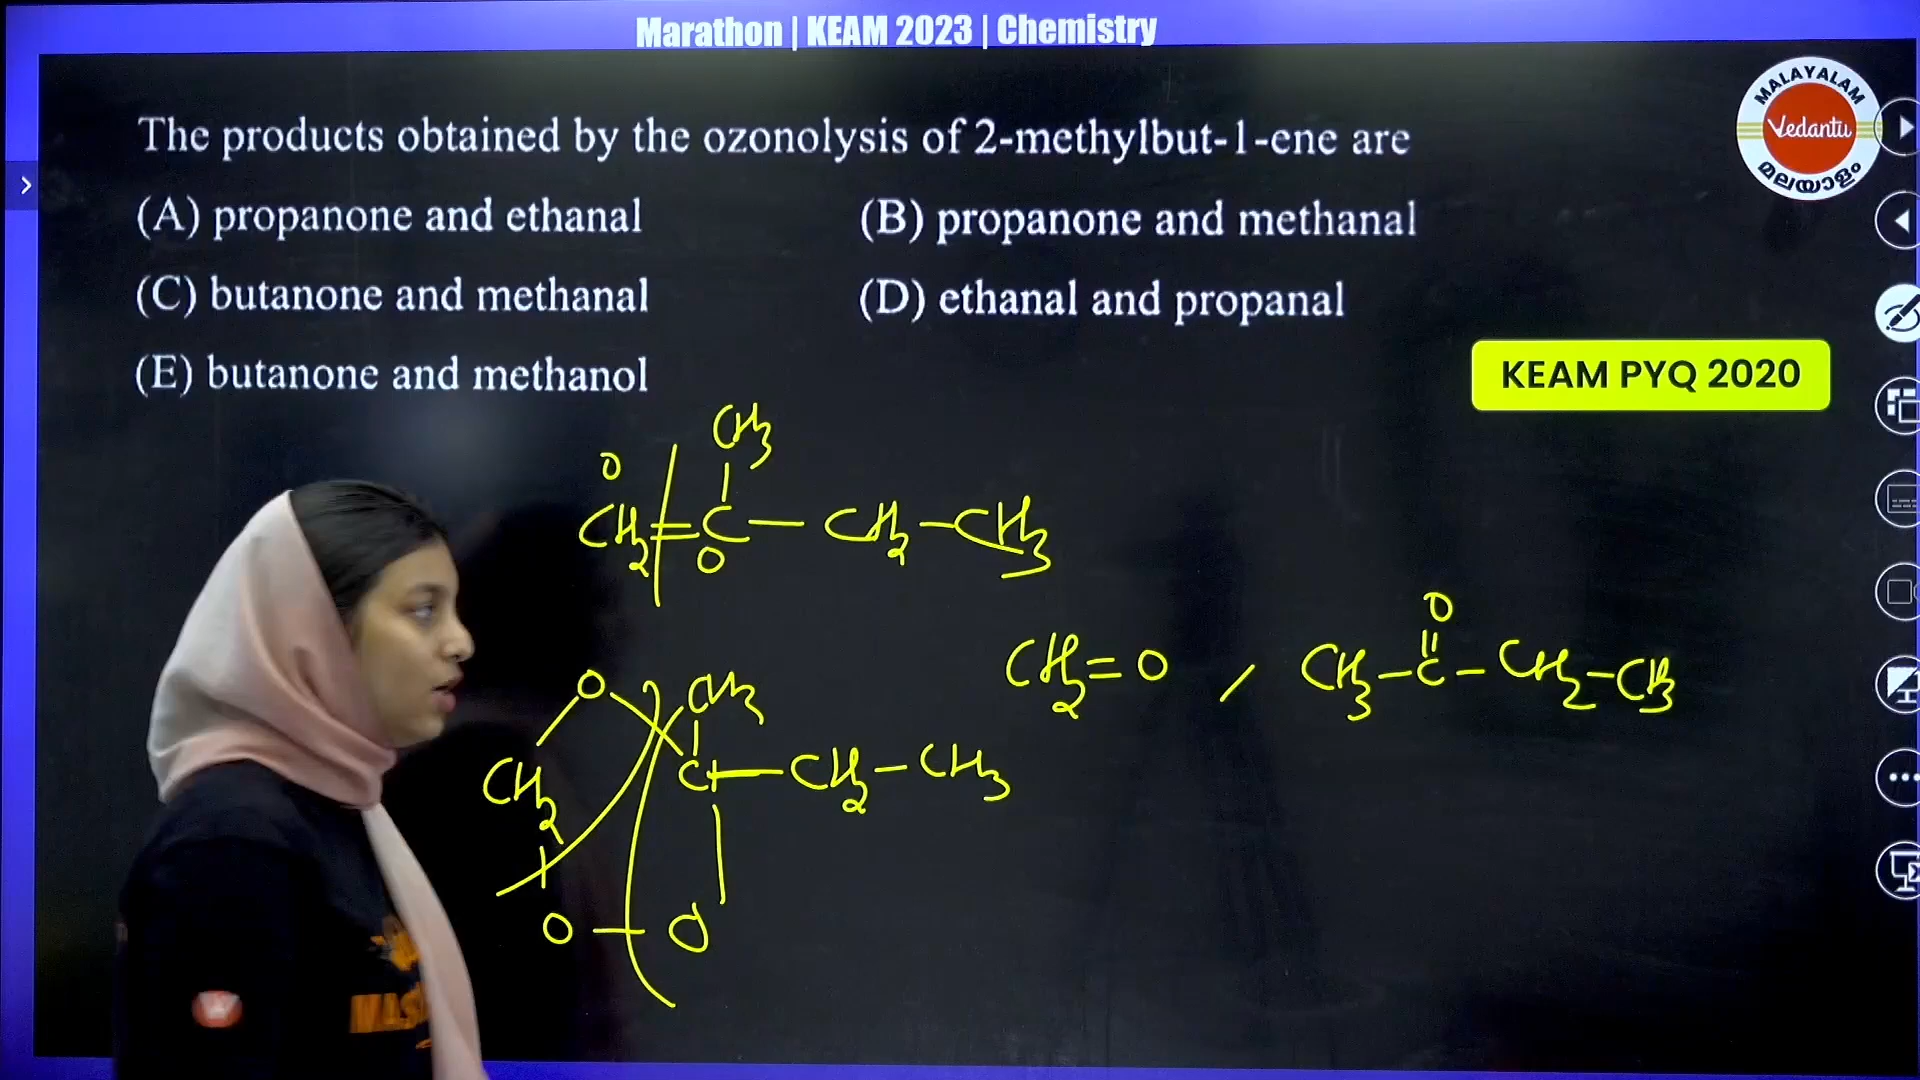 Marathon | KEAM 2023 | Chemistry
MALAYALAM
Vedantu
മലയാളം
The products obtained by the ozonolysis of 2-methylbut-1-ene are
(A) propanone and ethanal
(B) propanone and methanal
(C) butanone and methanal
(D) ethanal and propanal
(E) butanone and methanol
KEAM PYQ 2020
CH3
O
CH2=C—CH2—CH3
O
O
CH2=O / CH3-C-CH2-CH3
O CH3
CH2 C—CH2-CH3
O—O
MAS